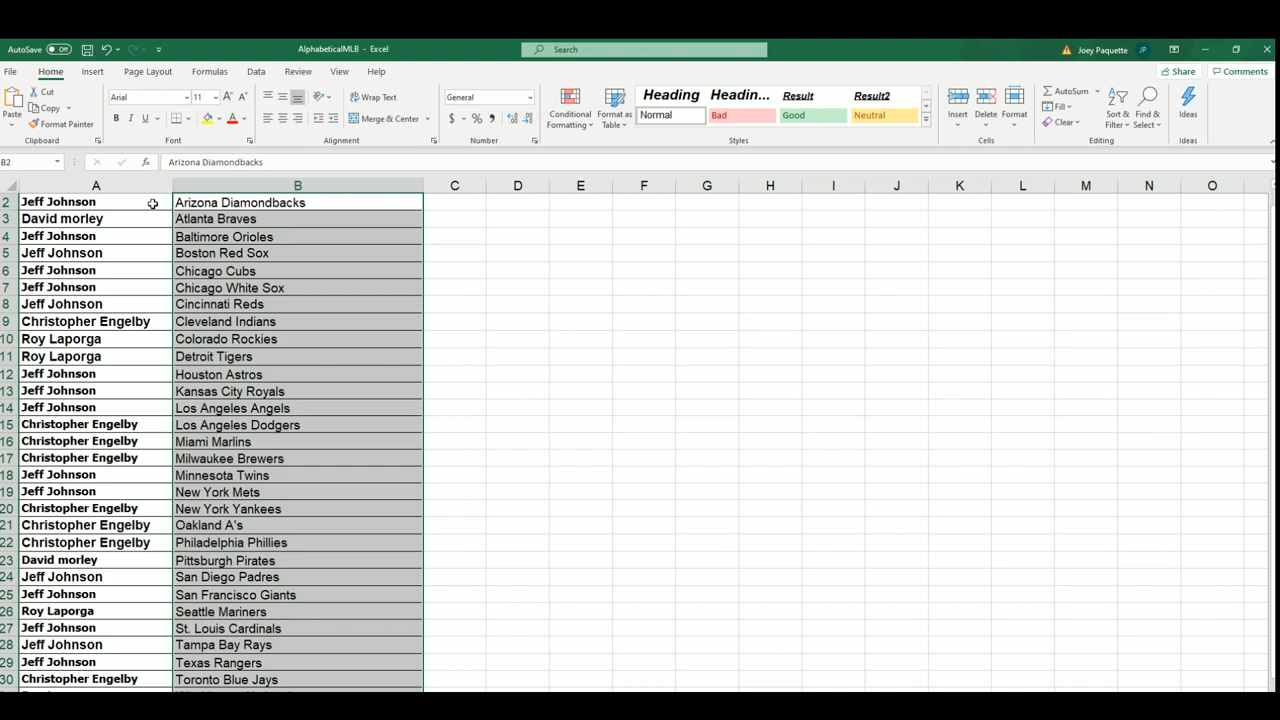 AutoSave Off AlphabeticalMLB - Excel Search Joey Paquette JP
File Home Insert Page Layout Formulas Data Review View Help Share Comments
Paste Cut Copy Format Painter Clipboard
Arial 11 A A B I U A Font
Wrap Text Merge & Center Alignment
General $ % Number
Conditional Formatting Format as Table
Heading Headin... Result Result2
Normal Bad Good Neutral
Styles
Insert Delete Format Cells
AutoSum Fill Clear Sort & Filter Find & Select Editing
Ideas Ideas
B2 fx Arizona Diamondbacks
A B C D E F G H I J K L M N O
2 Jeff Johnson Arizona Diamondbacks
3 David morley Atlanta Braves
4 Jeff Johnson Baltimore Orioles
5 Jeff Johnson Boston Red Sox
6 Jeff Johnson Chicago Cubs
7 Jeff Johnson Chicago White Sox
8 Jeff Johnson Cincinnati Reds
9 Christopher Engelby Cleveland Indians
10 Roy Laporga Colorado Rockies
11 Roy Laporga Detroit Tigers
12 Jeff Johnson Houston Astros
13 Jeff Johnson Kansas City Royals
14 Jeff Johnson Los Angeles Angels
15 Christopher Engelby Los Angeles Dodgers
16 Christopher Engelby Miami Marlins
17 Christopher Engelby Milwaukee Brewers
18 Jeff Johnson Minnesota Twins
19 Jeff Johnson New York Mets
20 Christopher Engelby New York Yankees
21 Christopher Engelby Oakland A's
22 Christopher Engelby Philadelphia Phillies
23 David morley Pittsburgh Pirates
24 Jeff Johnson San Diego Padres
25 Jeff Johnson San Francisco Giants
26 Roy Laporga Seattle Mariners
27 Jeff Johnson St. Louis Cardinals
28 Jeff Johnson Tampa Bay Rays
29 Jeff Johnson Texas Rangers
30 Christopher Engelby Toronto Blue Jays